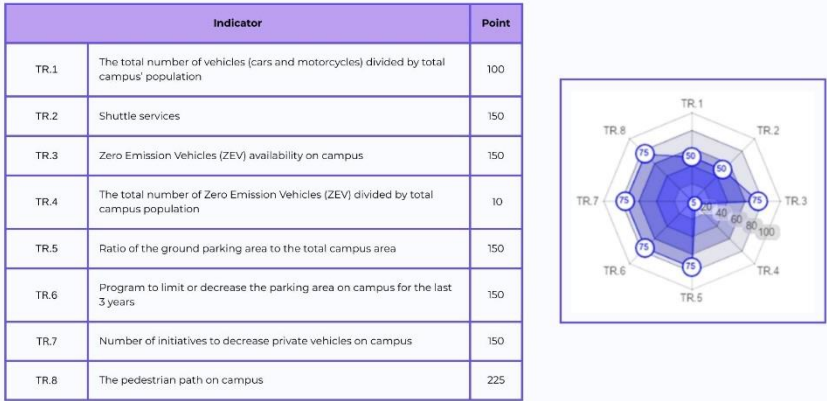 Indicator Point
TR.1 The total number of vehicles (cars and motorcycles) divided by total
campus' population 100
TR.2 Shuttle services 150
TR.3 Zero Emission Vehicles (ZEV) availability on campus 150
TR.4 The total number of Zero Emission Vehicles (ZEV) divided by total
campus population 10
TR.5 Ratio of the ground parking area to the total campus area 150
TR.6 Program to limit or decrease the parking area on campus for the last
3 years 150
TR.7 Number of initiatives to decrease private vehicles on campus 150
TR.8 The pedestrian path on campus 225
TR.1
TR.8 TR.2
75 50 50
TR.7 75 5 75 TR.3
20 40 60 80 100
75 75
TR.6 TR.4
TR.5